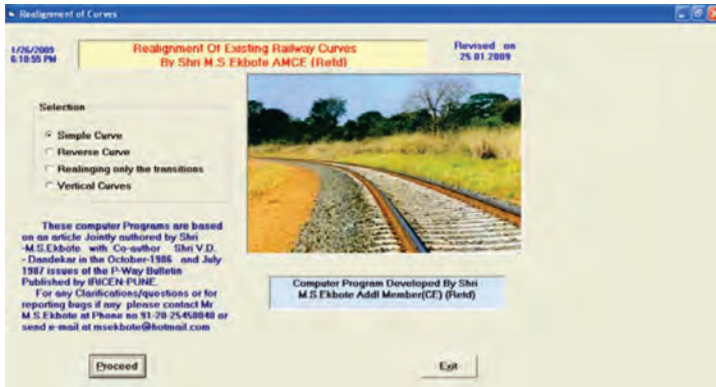 Realignment of Curves
1/26/2009
6:10:55 PM
Realignment Of Existing Railway Curves
By Shri M.S.Ekbote AMCE (Retd)
Revised on
25.01.2009
Selection
Simple Curve
Reverse Curve
Realinging only the transitions
Vertical Curves
These computer Programs are based
on an article Jointly authored by Shri
-M.S.Ekbote with Co-author Shri V.D.
- Dandekar in the October-1986 and July
1987 issues of the P-Way Bulletin
Published by IRICEN-PUNE.
For any Clarifications/questions or for
reporting bugs if any please contact Mr
M.S.Ekbote at Phone no 91-20-25450040 or
send e-mail at msekbote@hotmail.com
Computer Program Developed By Shri
M.S.Ekbote Addl Member(CE) (Retd)
Proceed
Exit